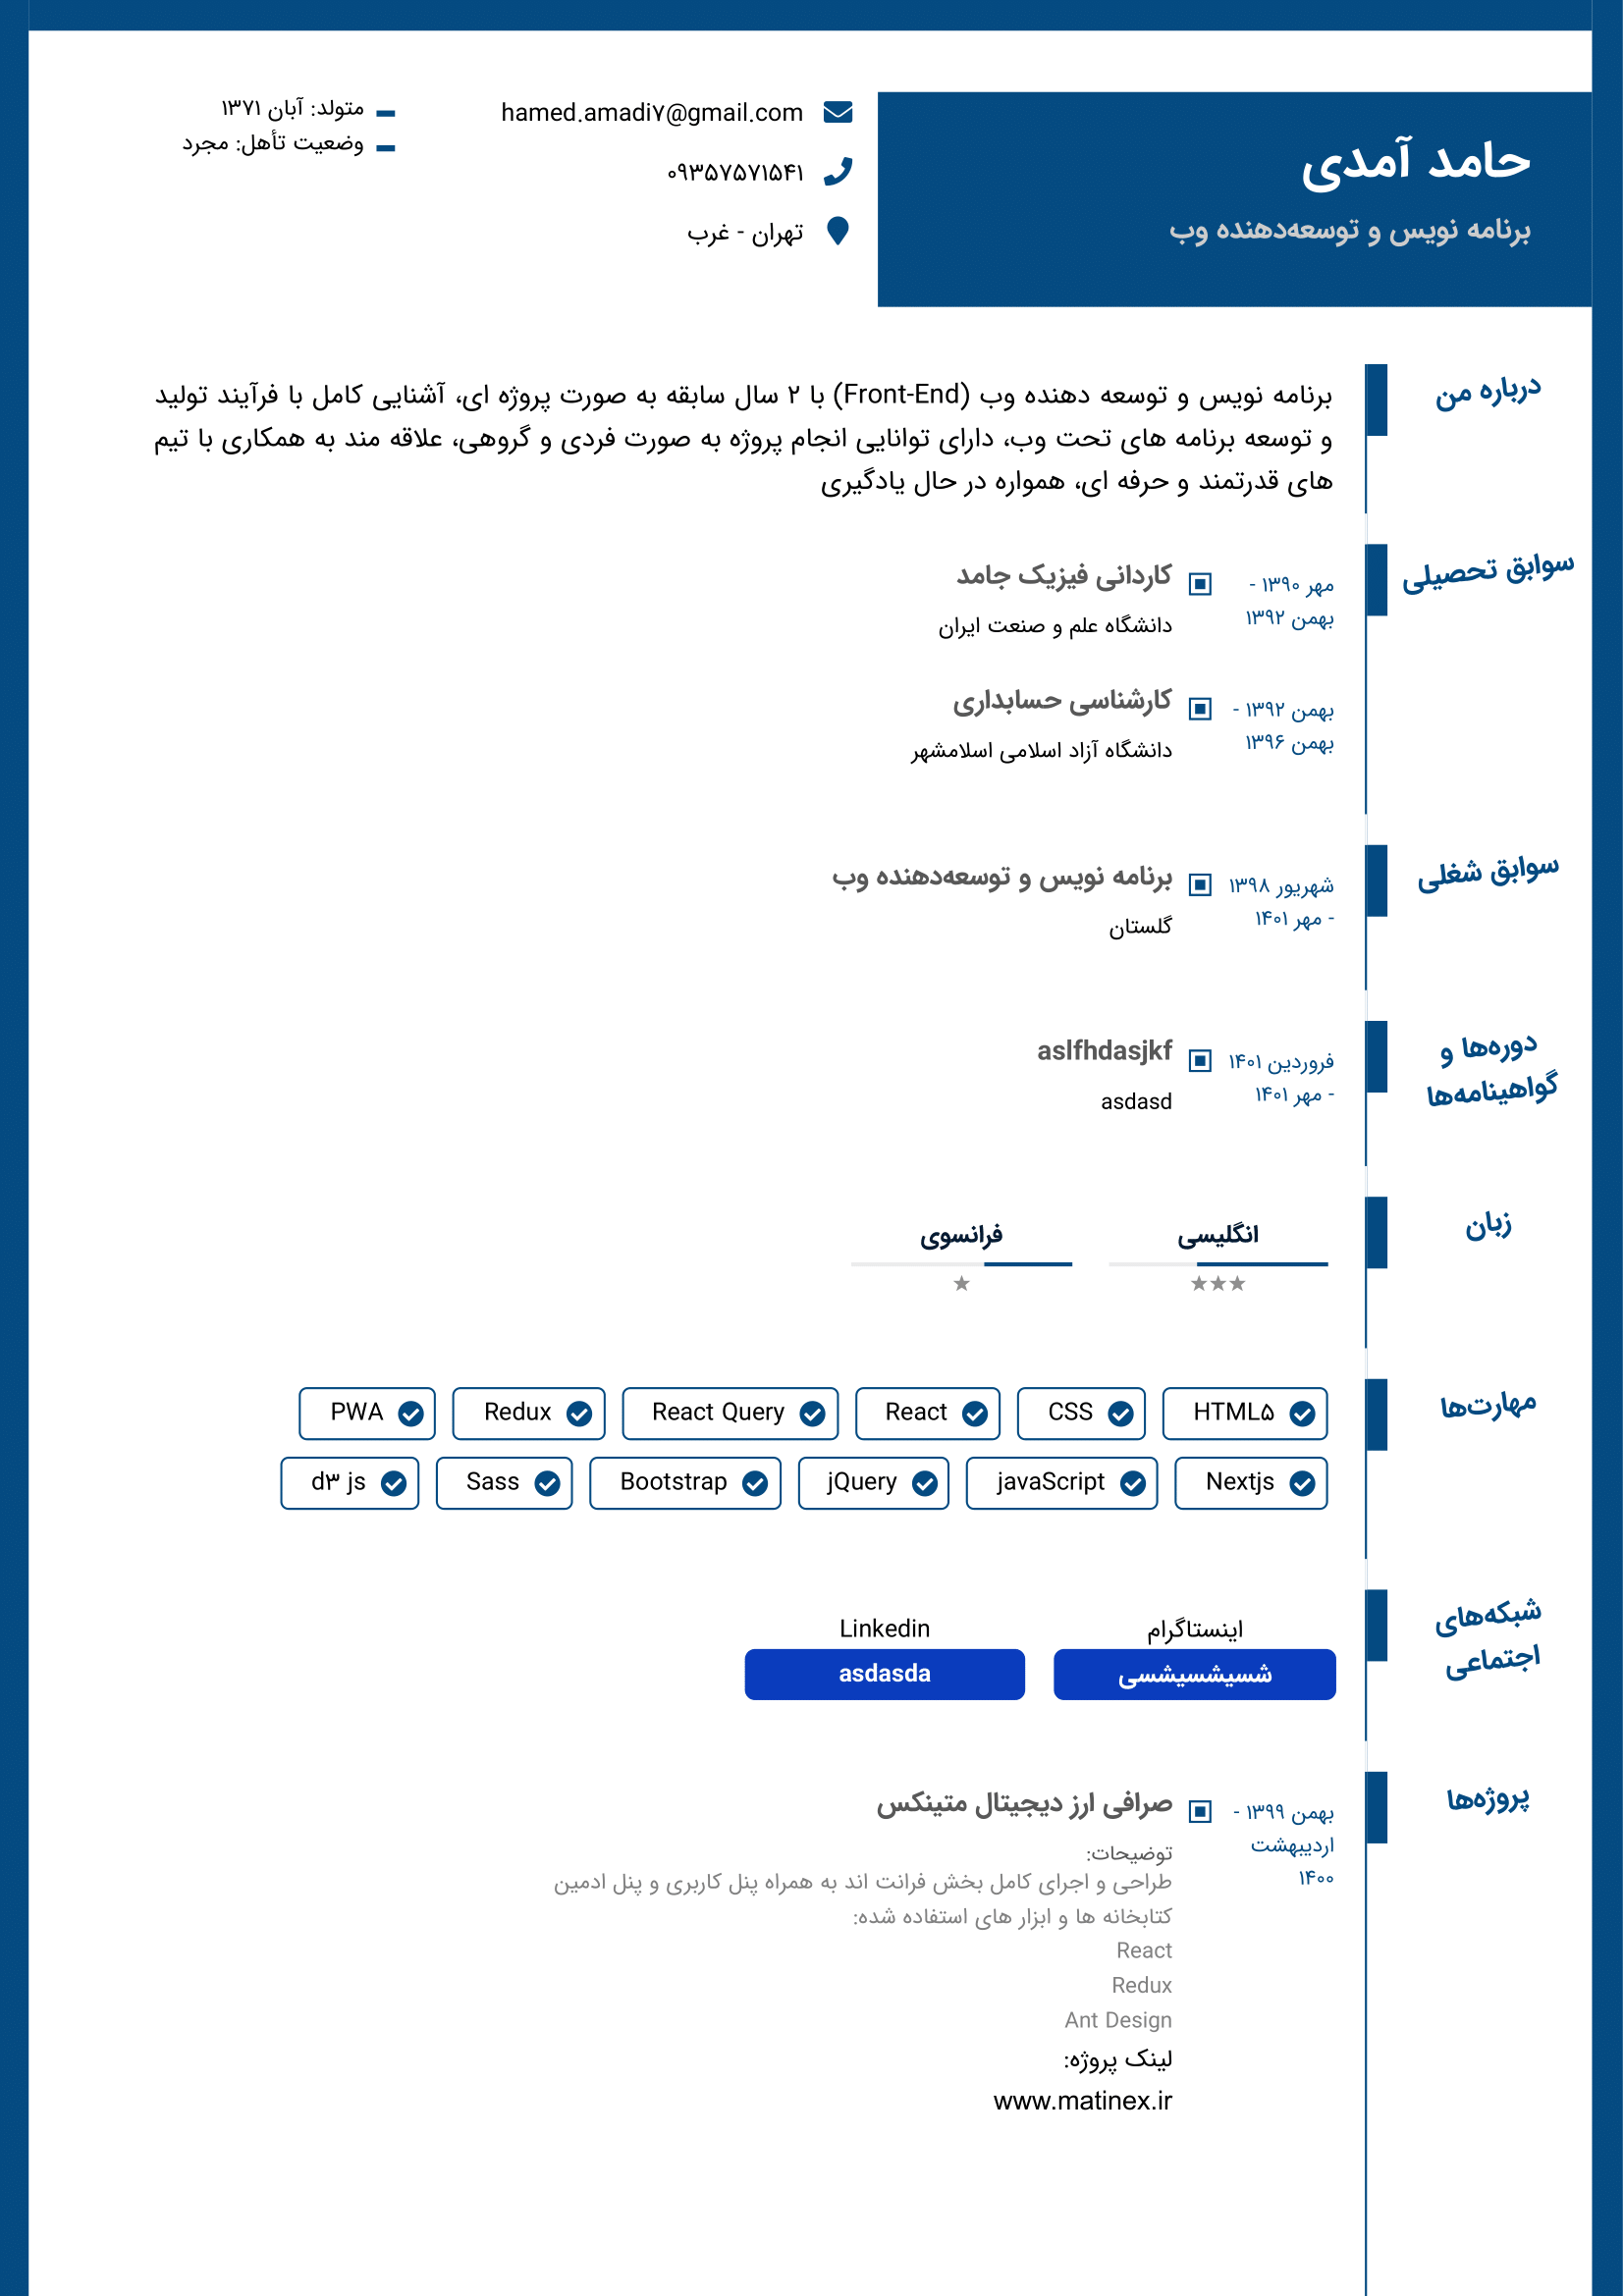 حامد آمدی
برنامه نویس و توسعه‌دهنده وب
hamed.amadi۷@gmail.com
۰۹۳۵۷۵۷۱۵۴۱
تهران - غرب
متولد: آبان ۱۳۷۱
وضعیت تأهل: مجرد
درباره من
برنامه نویس و توسعه دهنده وب (Front-End) با ۲ سال سابقه به صورت پروژه ای، آشنایی کامل با فرآیند تولید
و توسعه برنامه های تحت وب، دارای توانایی انجام پروژه به صورت فردی و گروهی، علاقه مند به همکاری با تیم
های قدرتمند و حرفه ای، همواره در حال یادگیری
سوابق تحصیلی
مهر ۱۳۹۰ -
بهمن ۱۳۹۲
کاردانی فیزیک جامد
دانشگاه علم و صنعت ایران
بهمن ۱۳۹۲ -
بهمن ۱۳۹۶
کارشناسی حسابداری
دانشگاه آزاد اسلامی اسلامشهر
سوابق شغلی
شهریور ۱۳۹۸
- مهر ۱۴۰۱
برنامه نویس و توسعه‌دهنده وب
گلستان
دوره‌ها و
گواهینامه‌ها
فروردین ۱۴۰۱
- مهر ۱۴۰۱
aslfhdasjkf
asdasd
زبان
انگلیسی
فرانسوی
مهارت‌ها
HTML۵
CSS
React
React Query
Redux
PWA
Nextjs
javaScript
jQuery
Bootstrap
Sass
d۳ js
شبکه‌های
اجتماعی
اینستاگرام
شسیشسیشسی
Linkedin
asdasda
پروژه‌ها
بهمن ۱۳۹۹ -
اردیبهشت
۱۴۰۰
صرافی ارز دیجیتال متینکس
توضیحات:
طراحی و اجرای کامل بخش فرانت اند به همراه پنل کاربری و پنل ادمین
کتابخانه ها و ابزار های استفاده شده:
React
Redux
Ant Design
لینک پروژه:
www.matinex.ir